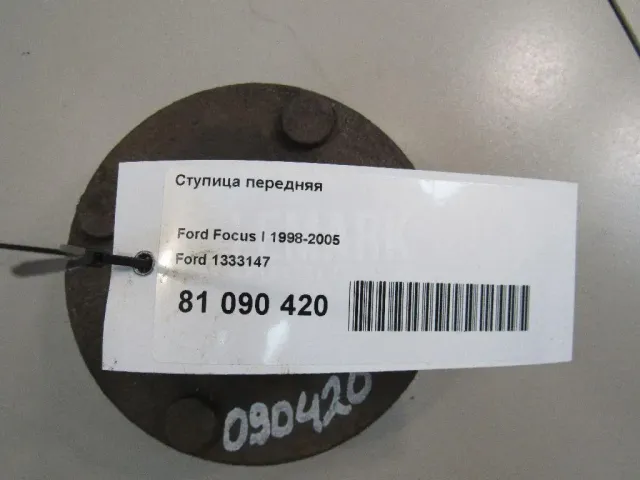 Ступица передняя
Ford Focus I 1998-2005
Ford 1333147
81 090 420
090420